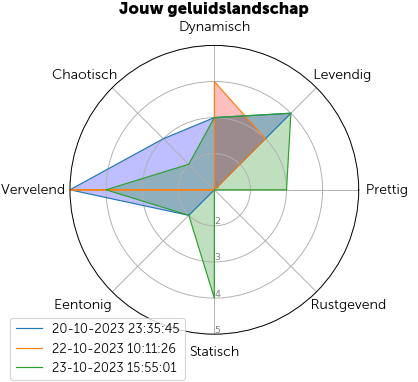 Jouw geluidslandschap
Dynamisch
Chaotisch
Levendig
Vervelend
Prettig
2
3
4
5
Eentonig
Rustgevend
Statisch
20-10-2023 23:35:45
22-10-2023 10:11:26
23-10-2023 15:55:01